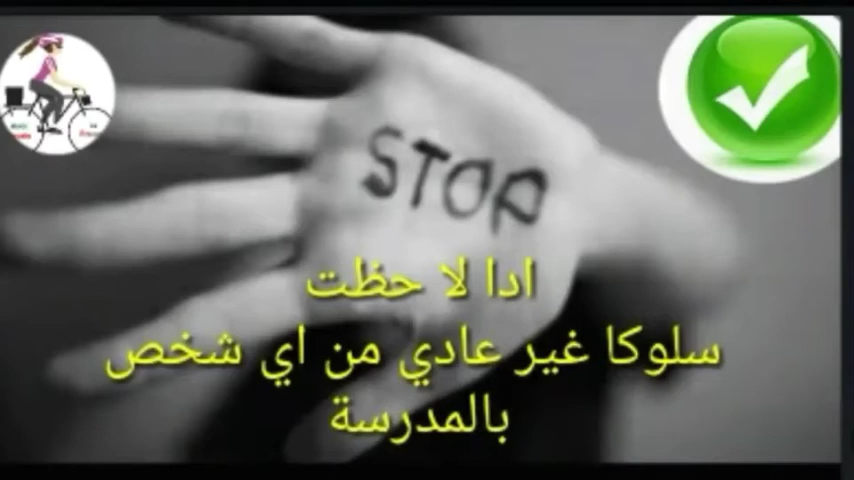 STOP
ادا لا حظت
سلوكا غير عادي من اي شخص
بالمدرسة